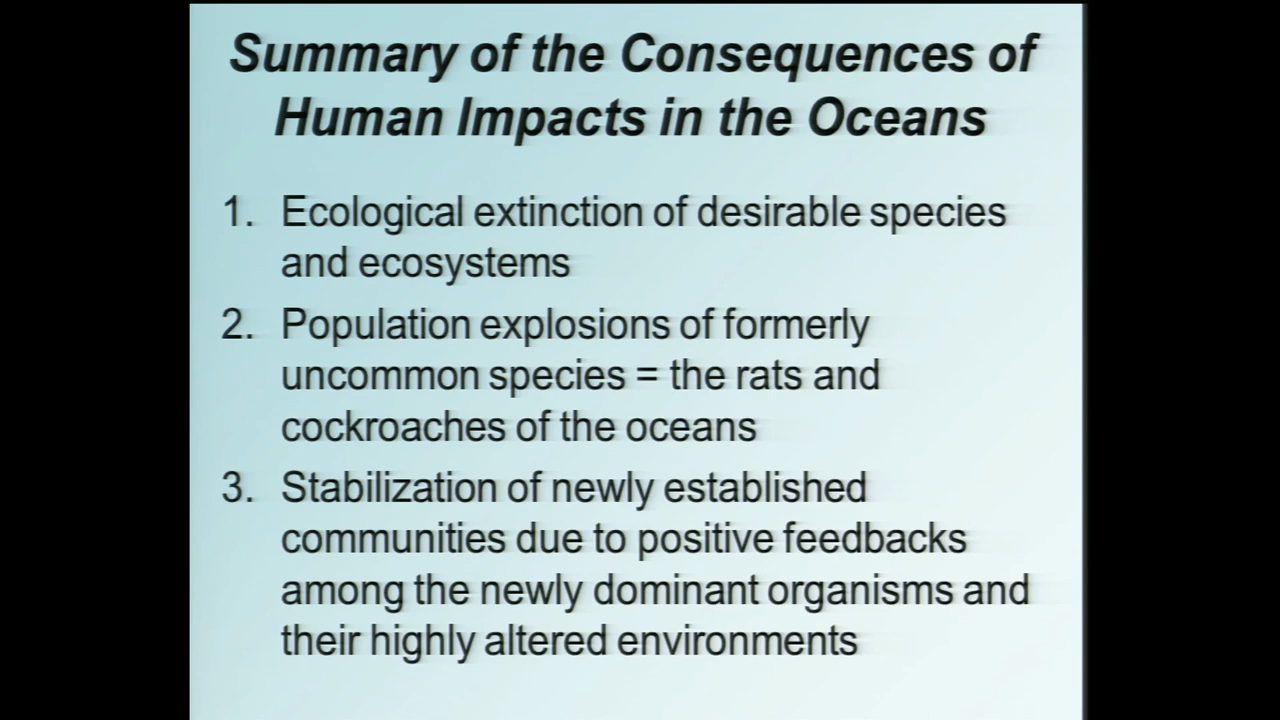 Summary of the Consequences of
Human Impacts in the Oceans
1. Ecological extinction of desirable species
and ecosystems
2. Population explosions of formerly
uncommon species = the rats and
cockroaches of the oceans
3. Stabilization of newly established
communities due to positive feedbacks
among the newly dominant organisms and
their highly altered environments